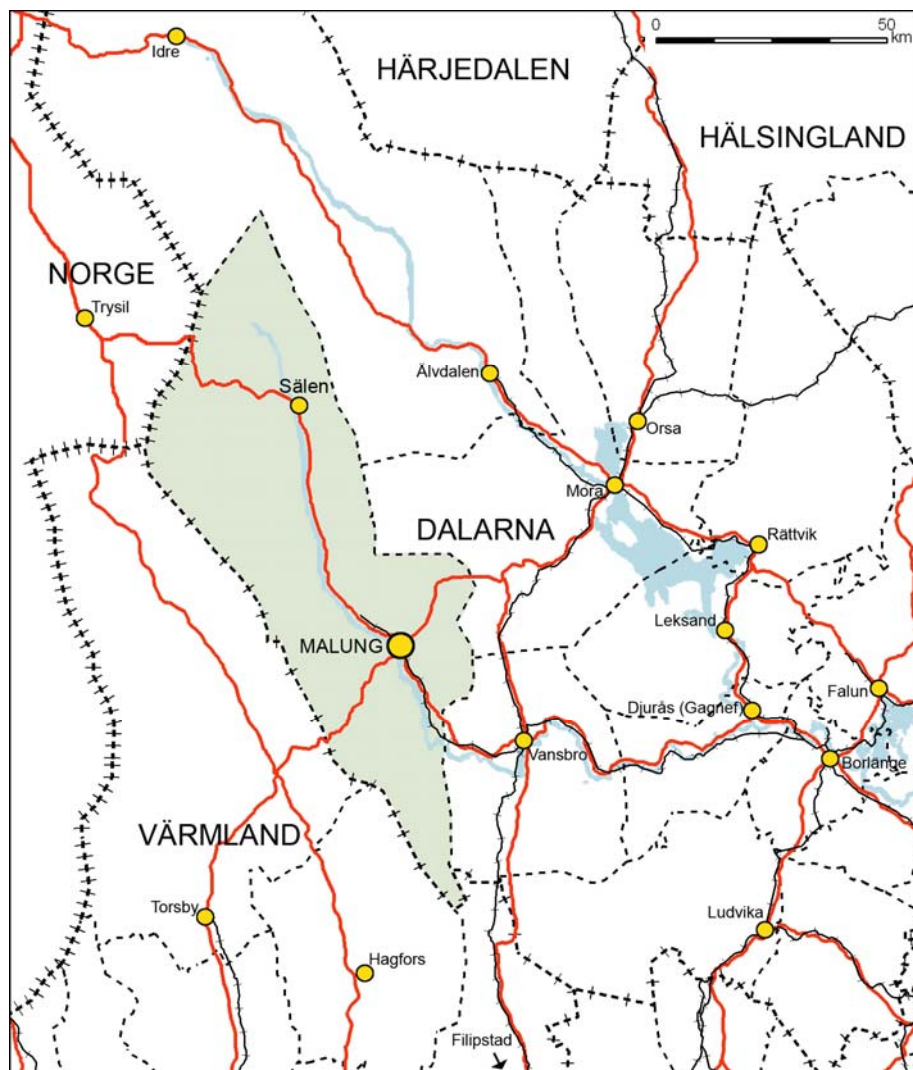 0 50
km
Idre
HÄRJEDALEN
HÄLSINGLAND
NORGE
Trysil
Älvdalen
Sälen
Orsa
Mora
DALARNA
Rättvik
Leksand
MALUNG
Falun
Djurås (Gagnef)
Vansbro
Borlänge
VÄRMLAND
Torsby
Ludvika
Hagfors
Filipstad